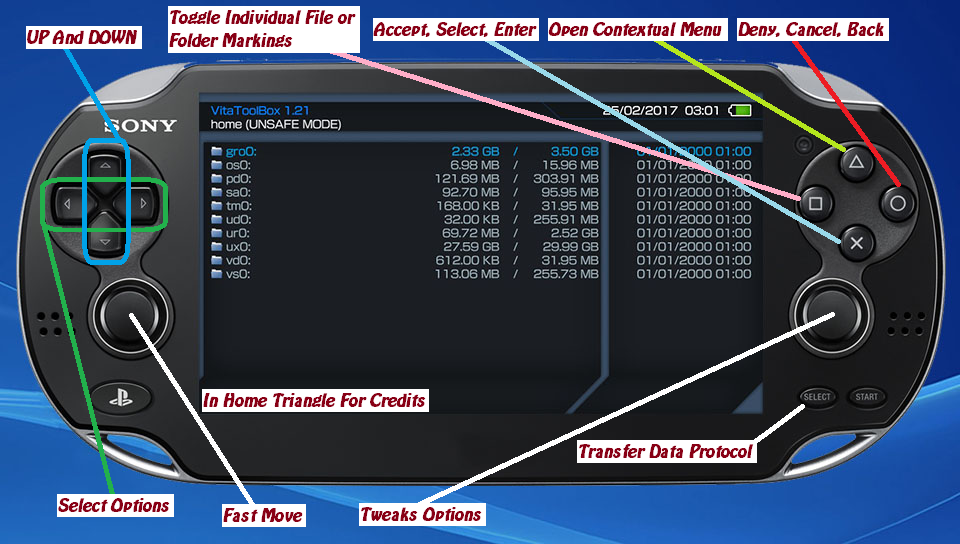 Toggle Individual File or
Folder Markings
UP And DOWN
Accept, Select, Enter
Open Contextual Menu
Deny, Cancel, Back
SONY
VitaToolBox 1.21
25/02/2017 03:01
home (UNSAFE MODE)
gro0: 2.33 GB / 3.50 GB 01/01/2000 01:00
os0: 6.98 MB / 15.96 MB 01/01/2000 01:00
pd0: 121.69 MB / 303.91 MB 01/01/2000 01:00
sa0: 92.70 MB / 95.95 MB 01/01/2000 01:00
tm0: 168.00 KB / 31.95 MB 01/01/2000 01:00
ud0: 32.00 KB / 255.91 MB 01/01/2000 01:00
ur0: 69.72 MB / 2.52 GB 01/01/2000 01:00
ux0: 27.59 GB / 29.99 GB 01/01/2000 01:00
vd0: 612.00 KB / 31.95 MB 01/01/2000 01:00
vs0: 113.06 MB / 255.73 MB 01/01/2000 01:00
In Home Triangle For Credits
SELECT
START
Transfer Data Protocol
Select Options
Fast Move
Tweaks Options